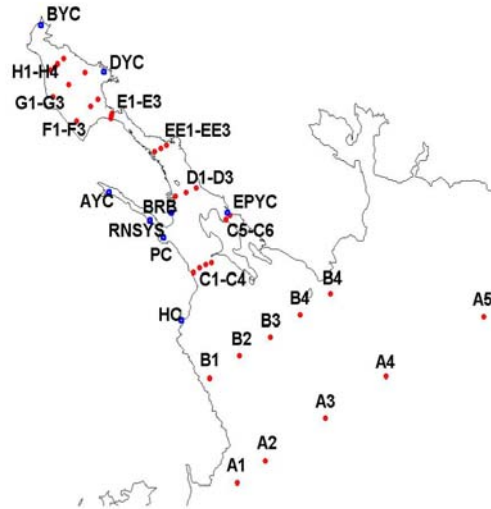 BYC
H1-H4
DYC
G1-G3
E1-E3
F1-F3
EE1-EE3
D1-D3
AYC
BRB
EPYC
RNSYS
C5-C6
PC
C1-C4
B4
HC
B4
A5
B3
B2
B1
A4
A3
A2
A1